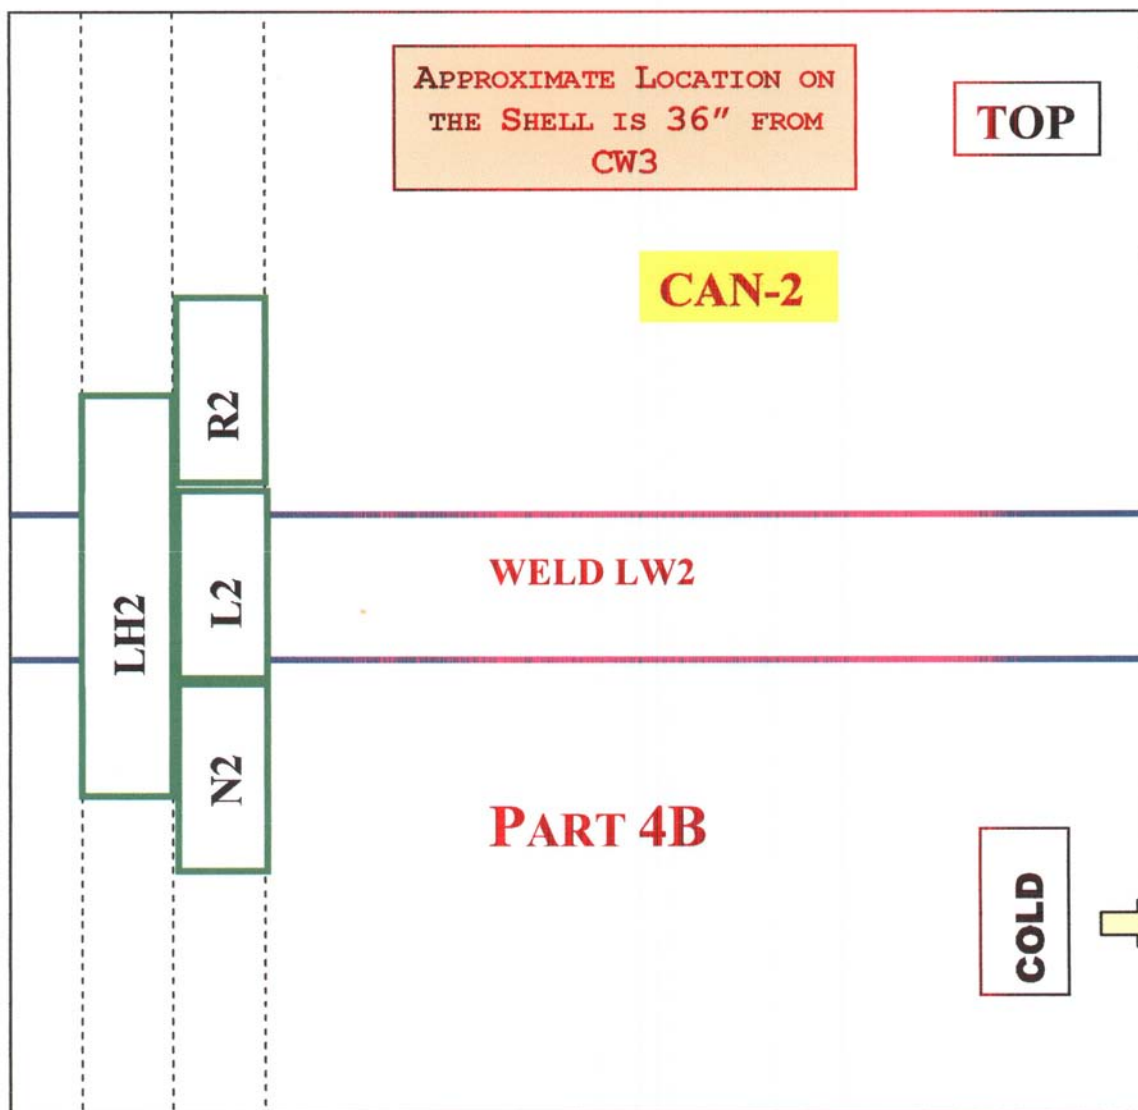 APPROXIMATE LOCATION ON
THE SHELL IS 36" FROM
CW3
TOP
CAN-2
R2
LH2
L2
WELD LW2
N2
PART 4B
COLD